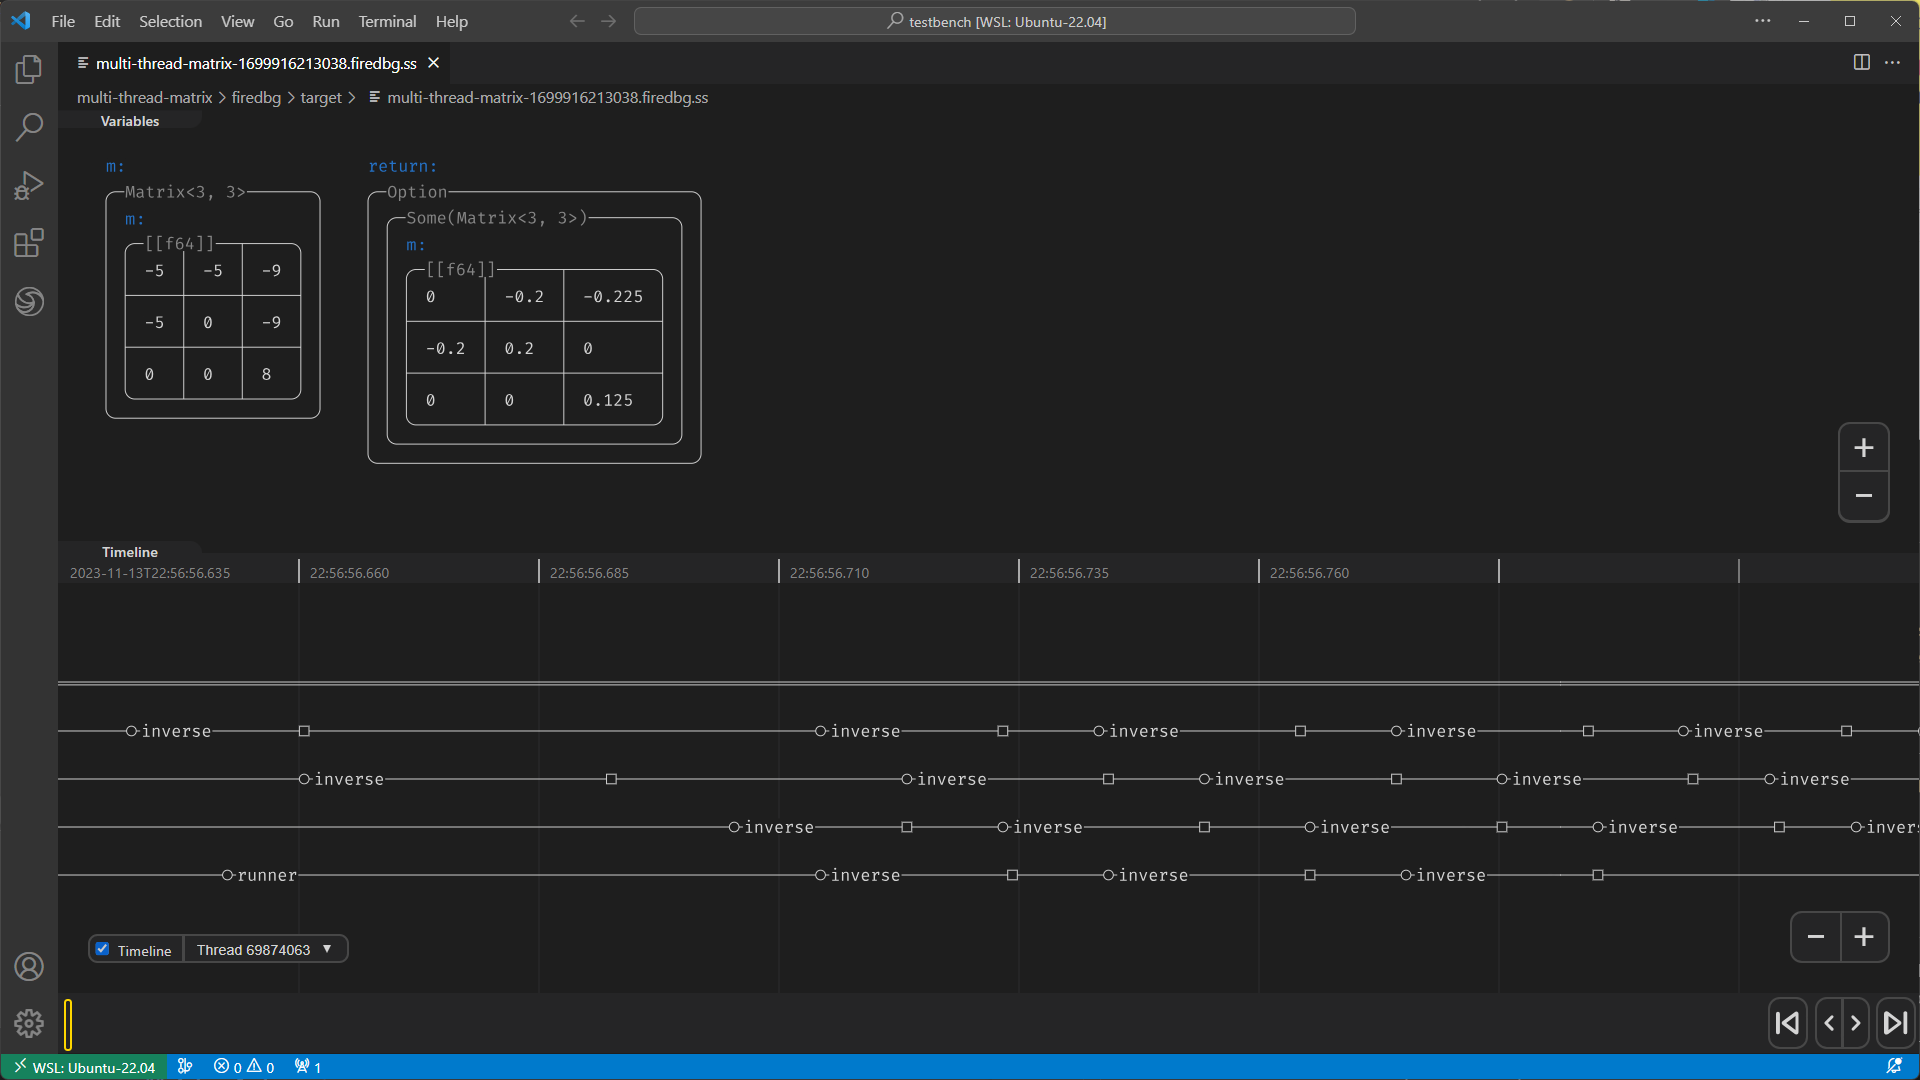 File Edit Selection View Go Run Terminal Help
testbench [WSL: Ubuntu-22.04]
multi-thread-matrix-1699916213038.firedbg.ss
multi-thread-matrix > firedbg > target > multi-thread-matrix-1699916213038.firedbg.ss
Variables
m: return:
Matrix<3, 3> Option
m: Some(Matrix<3, 3>)
[[f64]] m:
-5 -5 -9 [[f64]]
0 -0.2 -0.225
-5 0 -9
-0.2 0.2 0
0 0 8
0 0 0.125
+
−
Timeline
2023-11-13T22:56:56.635 22:56:56.660 22:56:56.685 22:56:56.710 22:56:56.735 22:56:56.760
inverse inverse inverse inverse inverse
inverse inverse inverse inverse inverse
inverse inverse inverse inverse inver
runner inverse inverse inverse
Timeline Thread 69874063
− +
WSL: Ubuntu-22.04 0 0 1